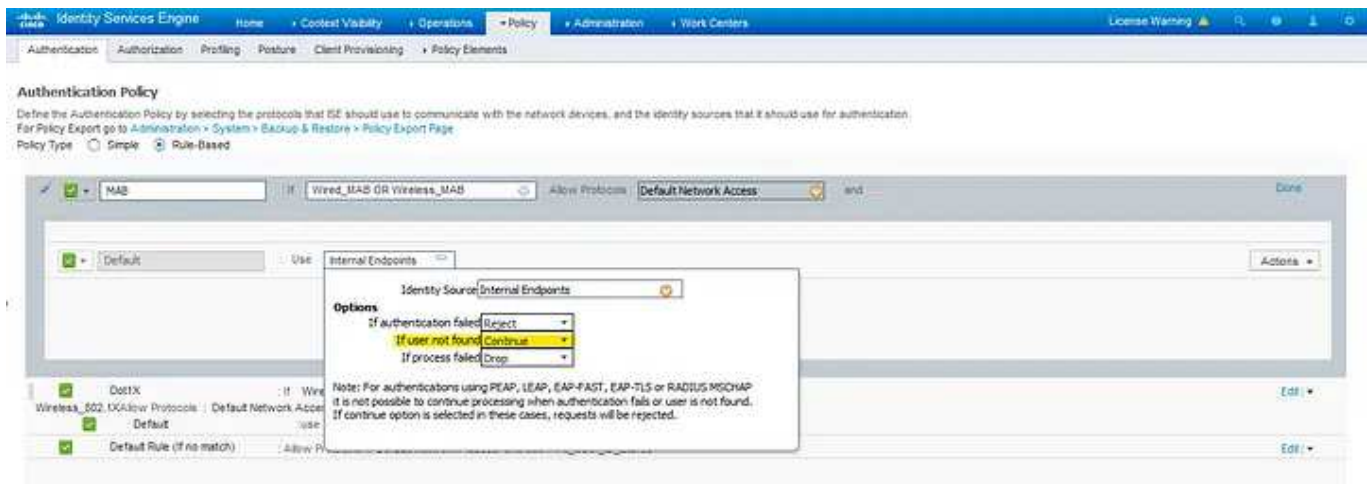 cisco Identity Services Engine Home Context Visibility Operations Policy Administration Work Centers License Warning
Authentication Authorization Profiling Posture Client Provisioning Policy Elements
Authentication Policy
Define the Authentication Policy by selecting the protocols that ISE should use to communicate with the network devices, and the identity sources that it should use for authentication.
For Policy Export go to Administration > System > Backup & Restore > Policy Export Page
Policy Type Simple Rule-Based
MAB : If Wired_MAB OR Wireless_MAB Allow Protocols Default Network Access and Done
Default : Use Internal Endpoints Actions
Identity Source Internal Endpoints
Options
If authentication failed Reject
If user not found Continue
If process failed Drop
Note: For authentications using PEAP, LEAP, EAP-FAST, EAP-TLS or RADIUS MSCHAP
it is not possible to continue processing when authentication fails or user is not found.
If continue option is selected in these cases, requests will be rejected.
Dot1X : If Wire Edit
Wireless_802.1X Allow Protocols : Default Network Acces
Default :use
Default Rule (If no match) : Allow Edit